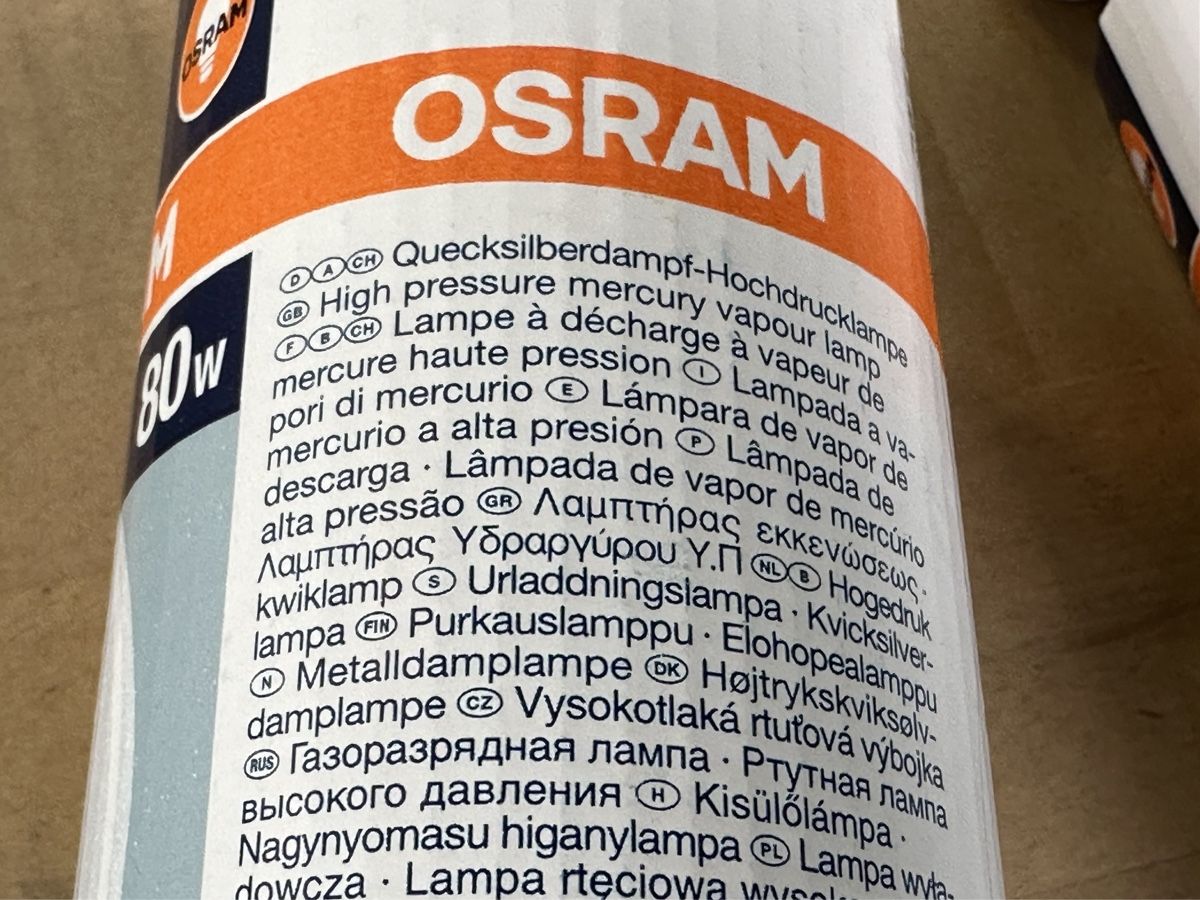 OSRAM
OSRAM
M
80W
D A CH Quecksilberdampf-Hochdrucklampe
GB High pressure mercury vapour lamp
F B CH Lampe à décharge à vapeur de
mercure haute pression I Lampada a va-
pori di mercurio E Lámpara de vapor de
mercurio a alta presión P Lâmpada de
descarga · Lâmpada de vapor de mercúrio
alta pressão GR Λαμπτήρας εκκενώσεως.
Λαμπτήρας Υδραργύρου Υ.Π NL B Hogedruk
kwiklamp S Urladdningslampa · Kvicksilver-
lampa FIN Purkauslamppu · Elohopealamppu
N Metalldamplampe DK Højtrykskviksølv-
damplampe CZ Vysokotlaká rtuťová výbojka
RUS Газоразрядная лампа · Ртутная лампа
высокого давления H Kisülőlámpa ·
Nagynyomasu higanylampa PL Lampa wyła-
dowcza · Lampa rtęciowa